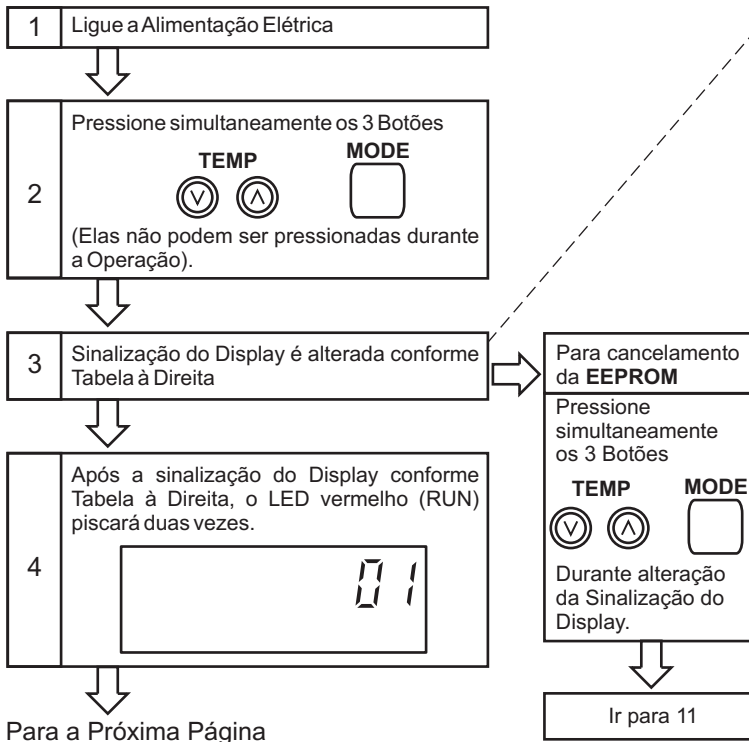 1
Ligue a Alimentação Elétrica
2
Pressione simultaneamente os 3 Botões
TEMP
MODE
(Elas não podem ser pressionadas durante
a Operação).
3
Sinalização do Display é alterada conforme
Tabela à Direita
4
Após a sinalização do Display conforme
Tabela à Direita, o LED vermelho (RUN)
piscará duas vezes.
01
Para a Próxima Página
Para cancelamento
da EEPROM
Pressione
simultaneamente
os 3 Botões
TEMP
MODE
Durante alteração
da Sinalização do
Display.
Ir para 11